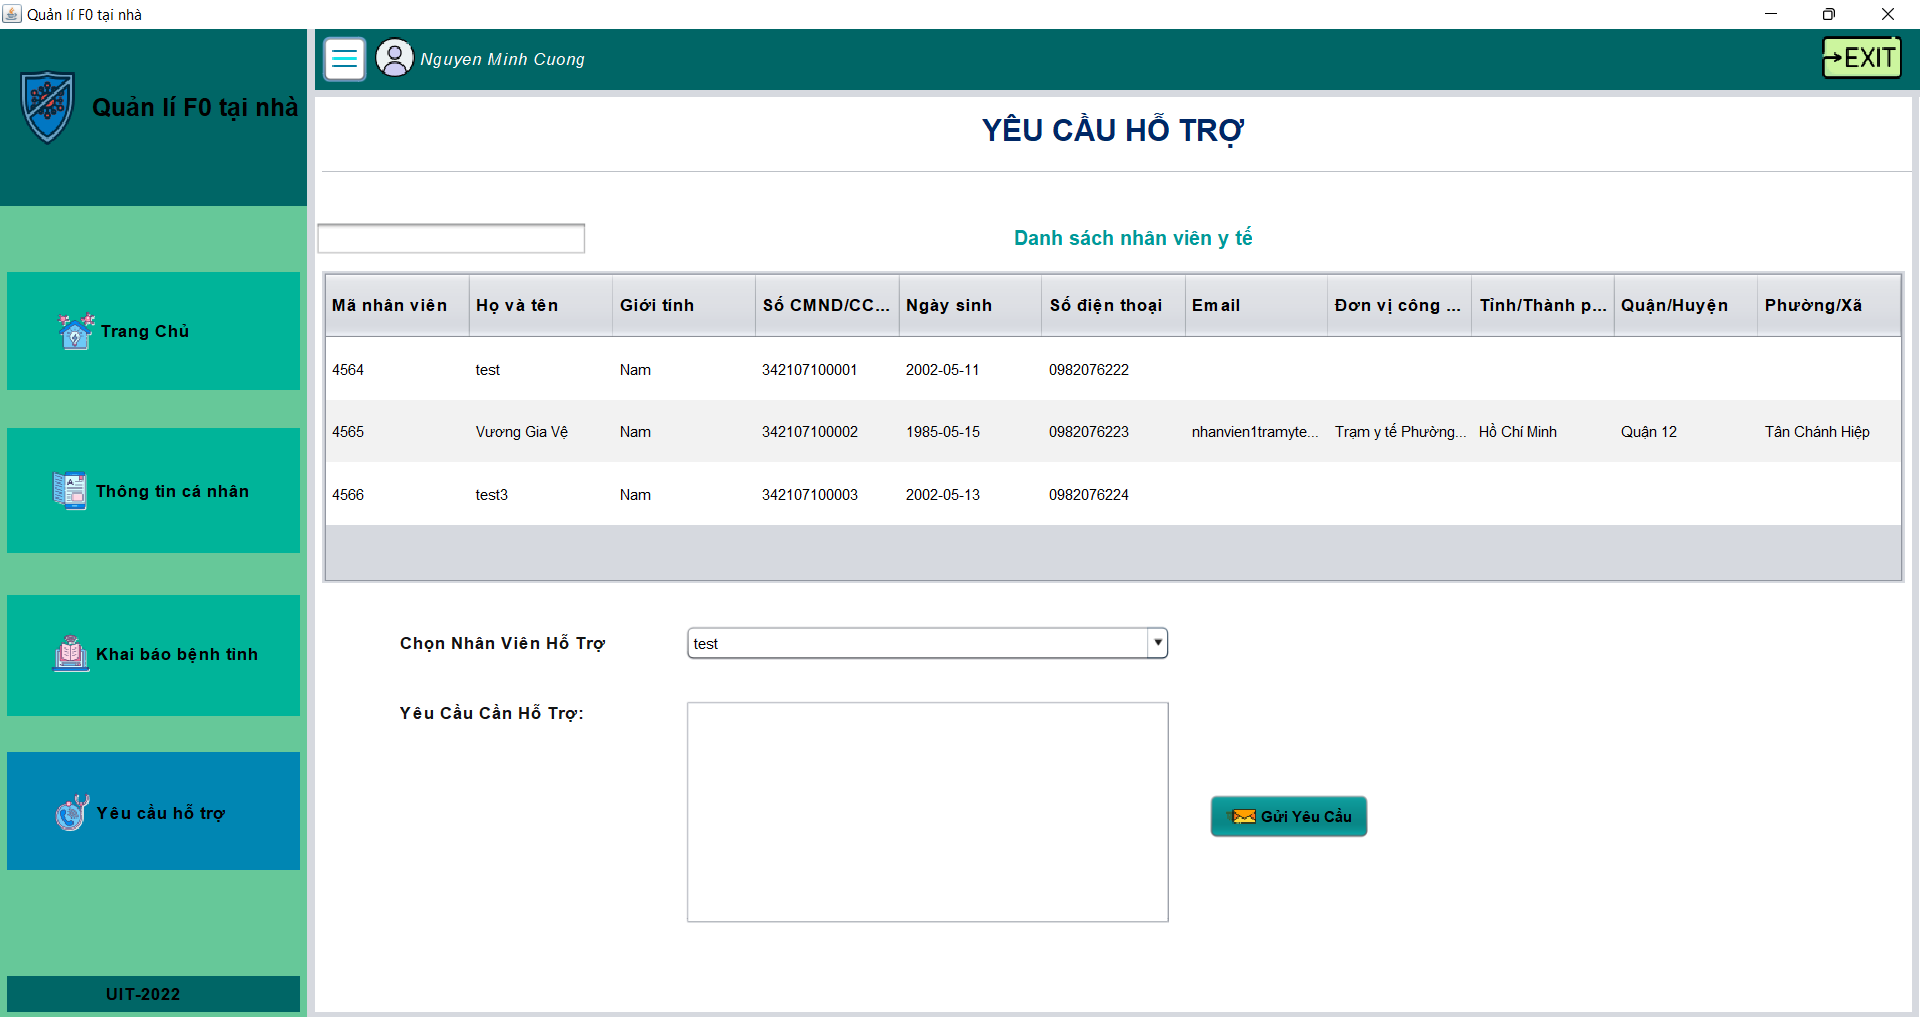 Quản lí F0 tại nhà
Quản lí F0 tại nhà
Nguyen Minh Cuong
EXIT
YÊU CẦU HỖ TRỢ
Trang Chủ
Thông tin cá nhân
Khai báo bệnh tình
Yêu cầu hỗ trợ
UIT-2022
Danh sách nhân viên y tế
Mã nhân viên Họ và tên Giới tính Số CMND/CC... Ngày sinh Số điện thoại Email Đơn vị công ... Tỉnh/Thành p... Quận/Huyện Phường/Xã
4564 test Nam 342107100001 2002-05-11 0982076222
4565 Vương Gia Vệ Nam 342107100002 1985-05-15 0982076223 nhanvien1tramyte... Trạm y tế Phường... Hồ Chí Minh Quận 12 Tân Chánh Hiệp
4566 test3 Nam 342107100003 2002-05-13 0982076224
Chọn Nhân Viên Hỗ Trợ test
Yêu Cầu Cần Hỗ Trợ:
Gửi Yêu Cầu